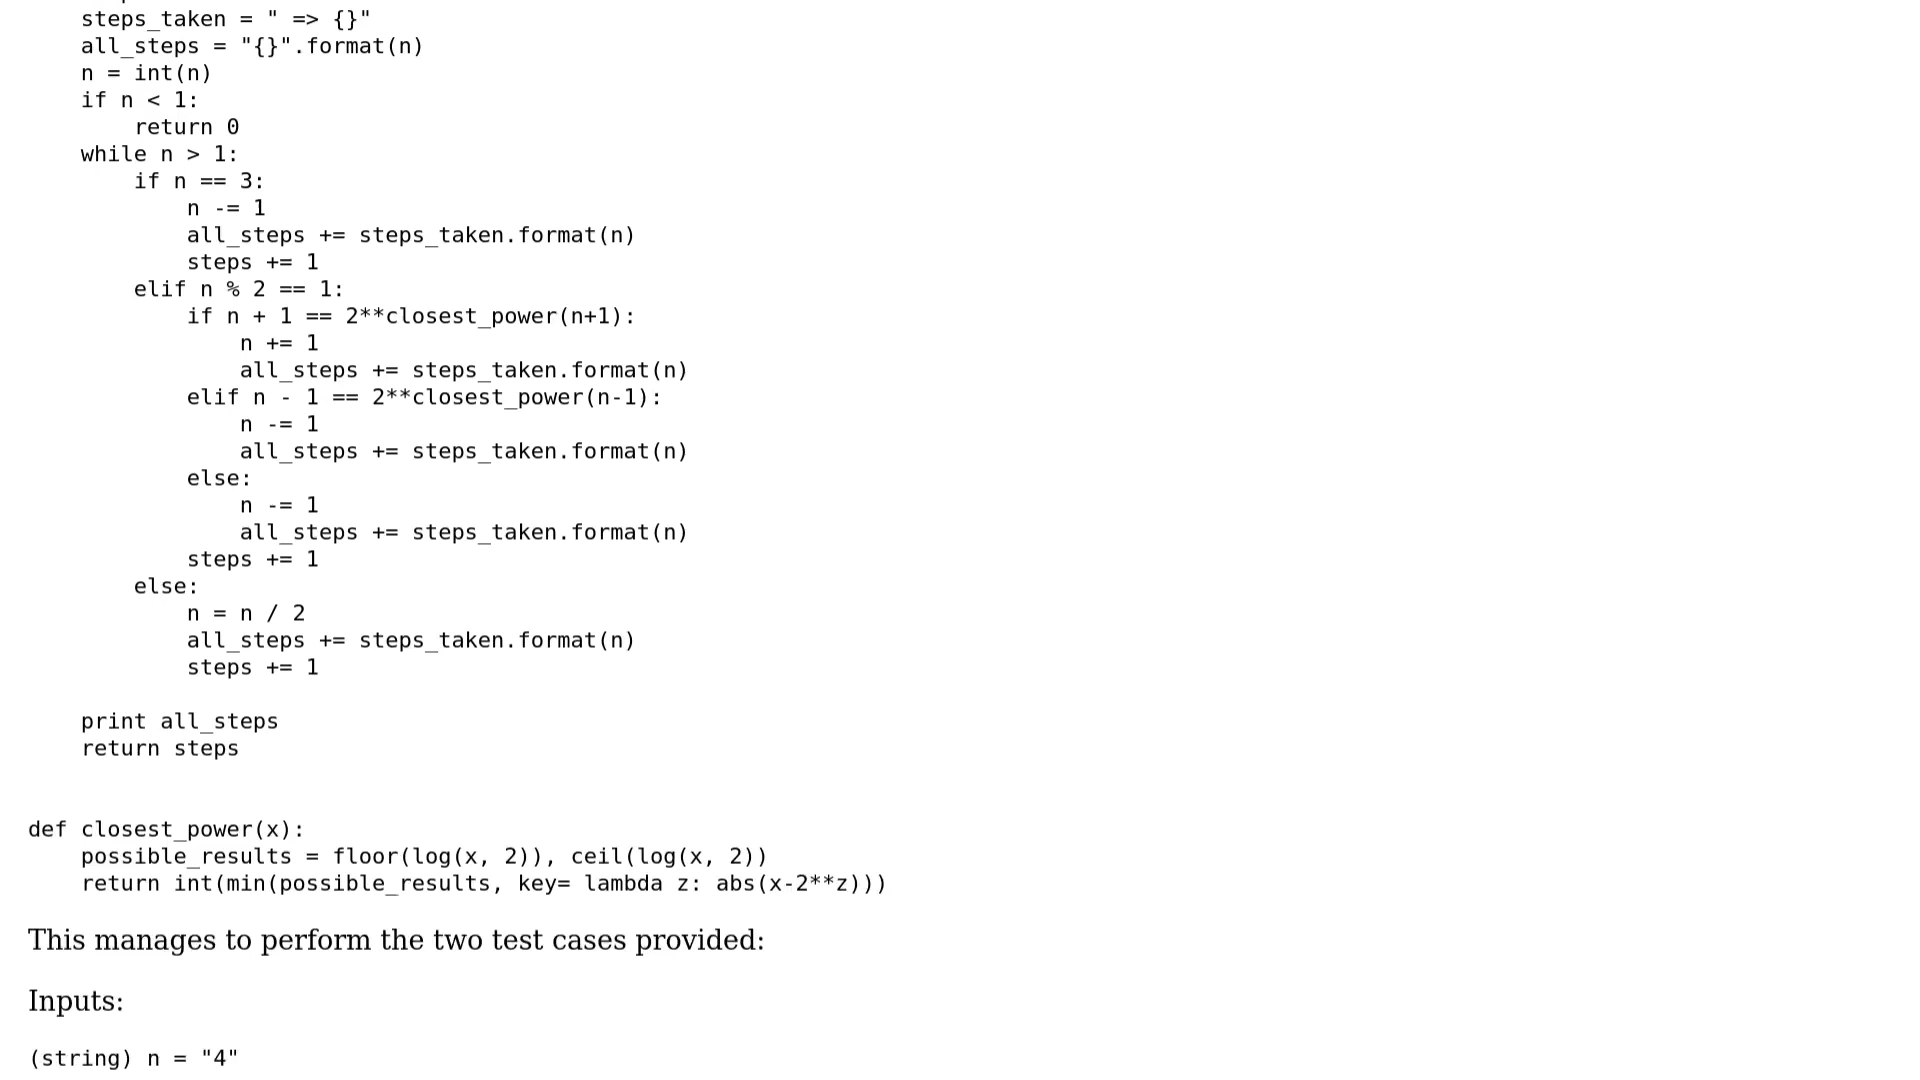 steps_taken = " => {}"
    all_steps = "{}".format(n)
    n = int(n)
    if n < 1:
        return 0
    while n > 1:
        if n == 3:
            n -= 1
            all_steps += steps_taken.format(n)
            steps += 1
        elif n % 2 == 1:
            if n + 1 == 2**closest_power(n+1):
                n += 1
                all_steps += steps_taken.format(n)
            elif n - 1 == 2**closest_power(n-1):
                n -= 1
                all_steps += steps_taken.format(n)
            else:
                n -= 1
                all_steps += steps_taken.format(n)
            steps += 1
        else:
            n = n / 2
            all_steps += steps_taken.format(n)
            steps += 1

    print all_steps
    return steps


def closest_power(x):
    possible_results = floor(log(x, 2)), ceil(log(x, 2))
    return int(min(possible_results, key= lambda z: abs(x-2**z)))
This manages to perform the two test cases provided:
Inputs:
(string) n = "4"